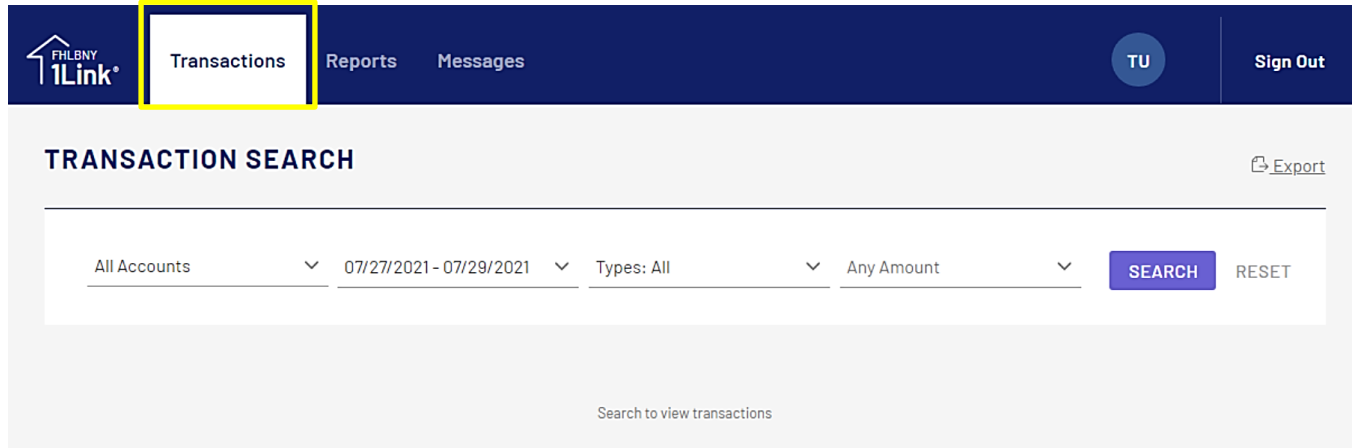 FHLBNY
1Link®
Transactions
Reports
Messages
TU
Sign Out
TRANSACTION SEARCH
Export
All Accounts
07/27/2021 - 07/29/2021
Types: All
Any Amount
SEARCH
RESET
Search to view transactions